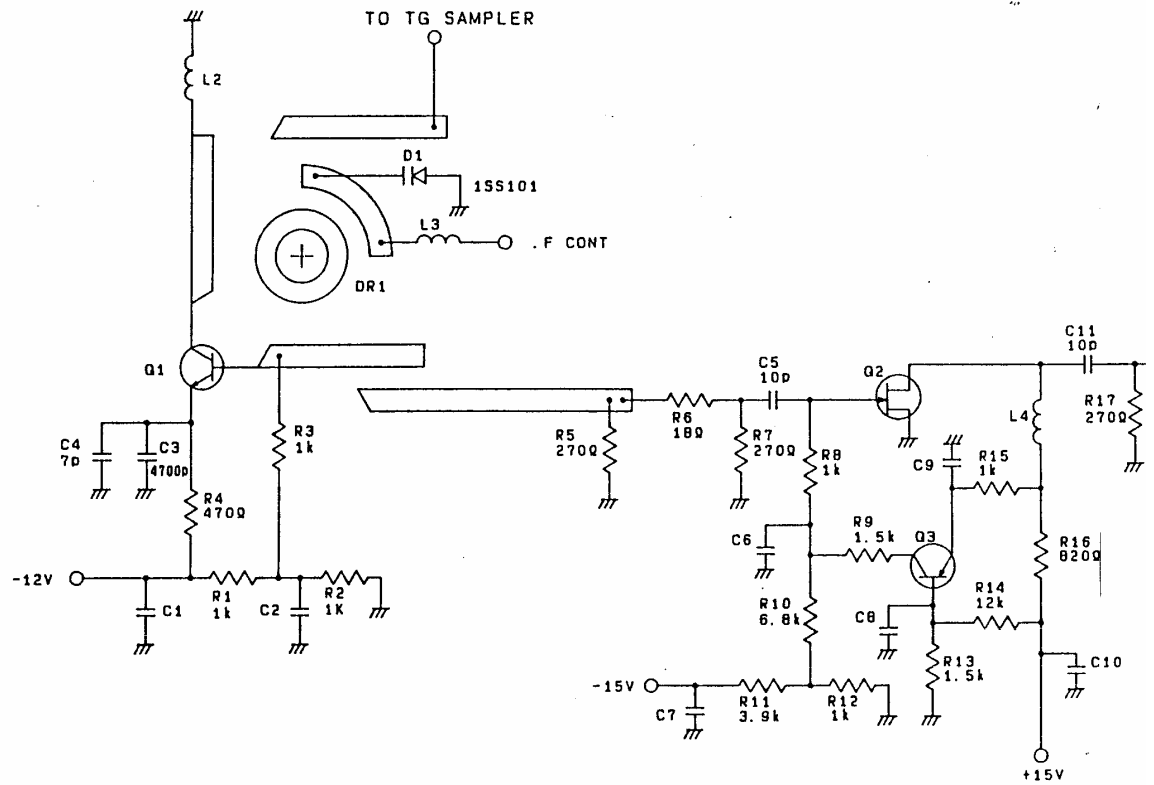 TO TG SAMPLER
L2
D1
1SS101
L3
.F CONT
DR1
Q1
C4
7p
C3
4700p
R3
1k
R4
470Ω
-12V
C1
R1
1k
C2
R2
1K
R5
270Ω
R6
18Ω
C5
10p
R7
270Ω
R8
1k
Q2
C11
10p
L4
R17
270Ω
C9
R15
1k
C6
R9
1.5k
Q3
R16
820Ω
R10
6.8k
C8
R14
12k
R13
1.5k
C10
-15V
C7
R11
3.9k
R12
1k
+15V